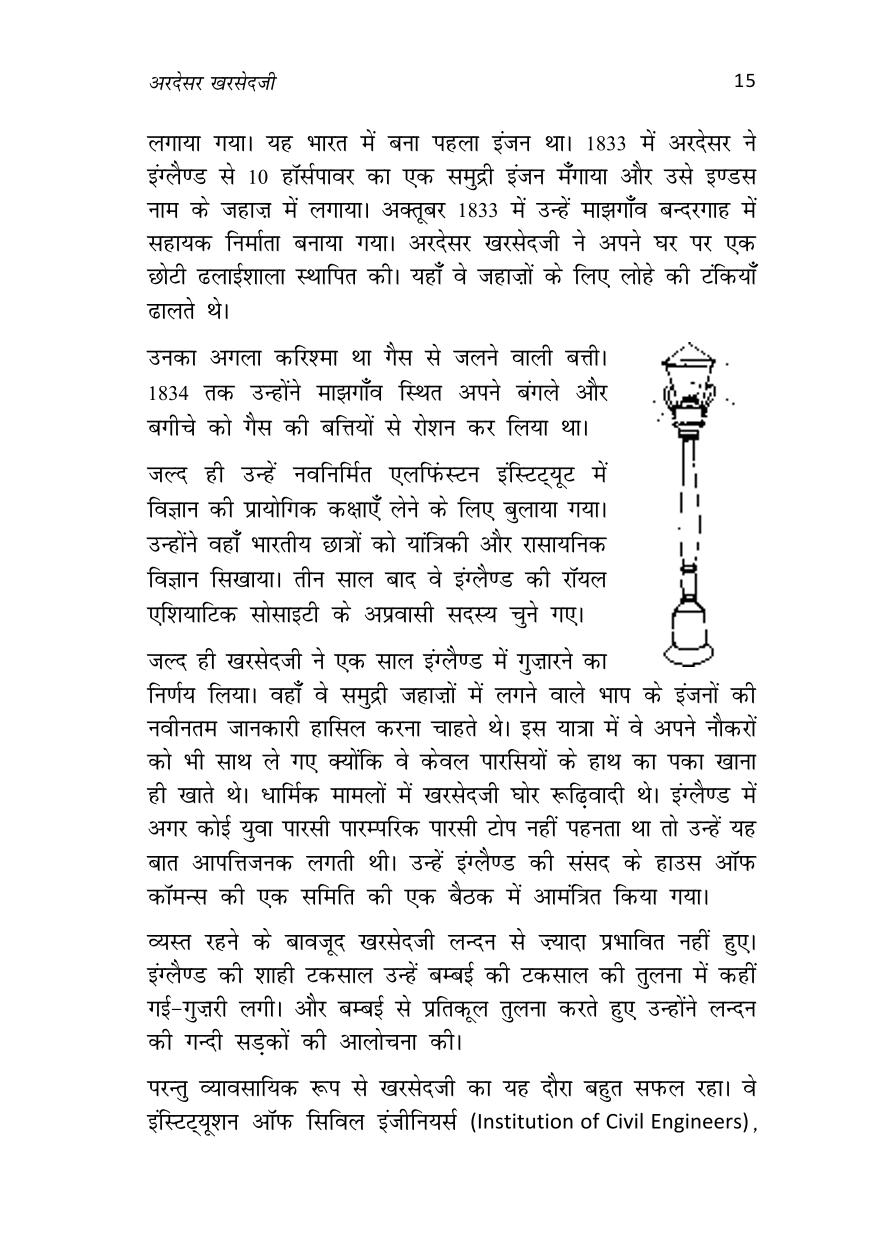 अरदेसर खरसेदजी 15
लगाया गया। यह भारत में बना पहला इंजन था। 1833 में अरदेसर ने
इंग्लैण्ड से 10 हॉर्सपावर का एक समुद्री इंजन मँगाया और उसे इण्डस
नाम के जहाज़ में लगाया। अक्तूबर 1833 में उन्हें माझगाँव बन्दरगाह में
सहायक निर्माता बनाया गया। अरदेसर खरसेदजी ने अपने घर पर एक
छोटी ढलाईशाला स्थापित की। यहाँ वे जहाज़ों के लिए लोहे की टंकियाँ
ढालते थे।
उनका अगला करिश्मा था गैस से जलने वाली बत्ती।
1834 तक उन्होंने माझगाँव स्थित अपने बंगले और
बगीचे को गैस की बत्तियों से रोशन कर लिया था।
जल्द ही उन्हें नवनिर्मित एलफिंस्टन इंस्टिट्यूट में
विज्ञान की प्रायोगिक कक्षाएँ लेने के लिए बुलाया गया।
उन्होंने वहाँ भारतीय छात्रों को यांत्रिकी और रासायनिक
विज्ञान सिखाया। तीन साल बाद वे इंग्लैण्ड की रॉयल
एशियाटिक सोसाइटी के अप्रवासी सदस्य चुने गए।
जल्द ही खरसेदजी ने एक साल इंग्लैण्ड में गुज़ारने का
निर्णय लिया। वहाँ वे समुद्री जहाज़ों में लगने वाले भाप के इंजनों की
नवीनतम जानकारी हासिल करना चाहते थे। इस यात्रा में वे अपने नौकरों
को भी साथ ले गए क्योंकि वे केवल पारसियों के हाथ का पका खाना
ही खाते थे। धार्मिक मामलों में खरसेदजी घोर रूढ़िवादी थे। इंग्लैण्ड में
अगर कोई युवा पारसी पारम्परिक पारसी टोप नहीं पहनता था तो उन्हें यह
बात आपत्तिजनक लगती थी। उन्हें इंग्लैण्ड की संसद के हाउस ऑफ
कॉमन्स की एक समिति की एक बैठक में आमंत्रित किया गया।
व्यस्त रहने के बावजूद खरसेदजी लन्दन से ज़्यादा प्रभावित नहीं हुए।
इंग्लैण्ड की शाही टकसाल उन्हें बम्बई की टकसाल की तुलना में कहीं
गई-गुज़री लगी। और बम्बई से प्रतिकूल तुलना करते हुए उन्होंने लन्दन
की गन्दी सड़कों की आलोचना की।
परन्तु व्यावसायिक रूप से खरसेदजी का यह दौरा बहुत सफल रहा। वे
इंस्टिट्यूशन ऑफ सिविल इंजीनियर्स (Institution of Civil Engineers),